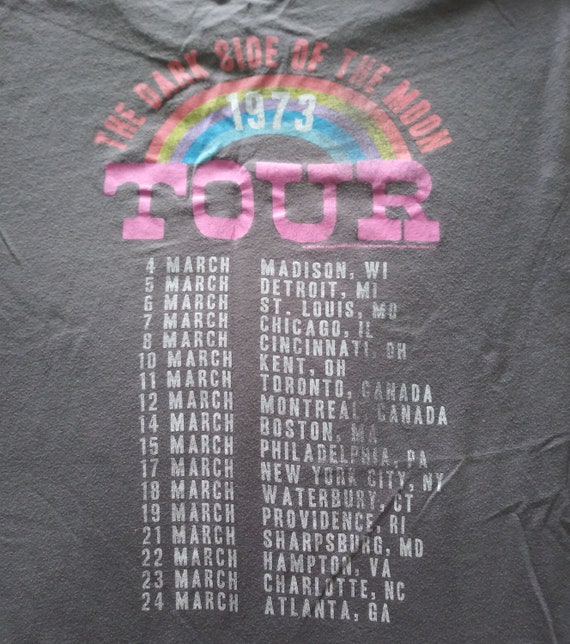 THE DARK SIDE OF THE MOON
1973
TOUR
4 MARCH MADISON, WI
5 MARCH DETROIT, MI
6 MARCH ST. LOUIS, MO
7 MARCH CHICAGO, IL
8 MARCH CINCINNATI, OH
10 MARCH KENT, OH
11 MARCH TORONTO, CANADA
12 MARCH MONTREAL, CANADA
14 MARCH BOSTON, MA
15 MARCH PHILADELPHIA, PA
17 MARCH NEW YORK CITY, NY
18 MARCH WATERBURY, CT
19 MARCH PROVIDENCE, RI
21 MARCH SHARPSBURG, MD
22 MARCH HAMPTON, VA
23 MARCH CHARLOTTE, NC
24 MARCH ATLANTA, GA